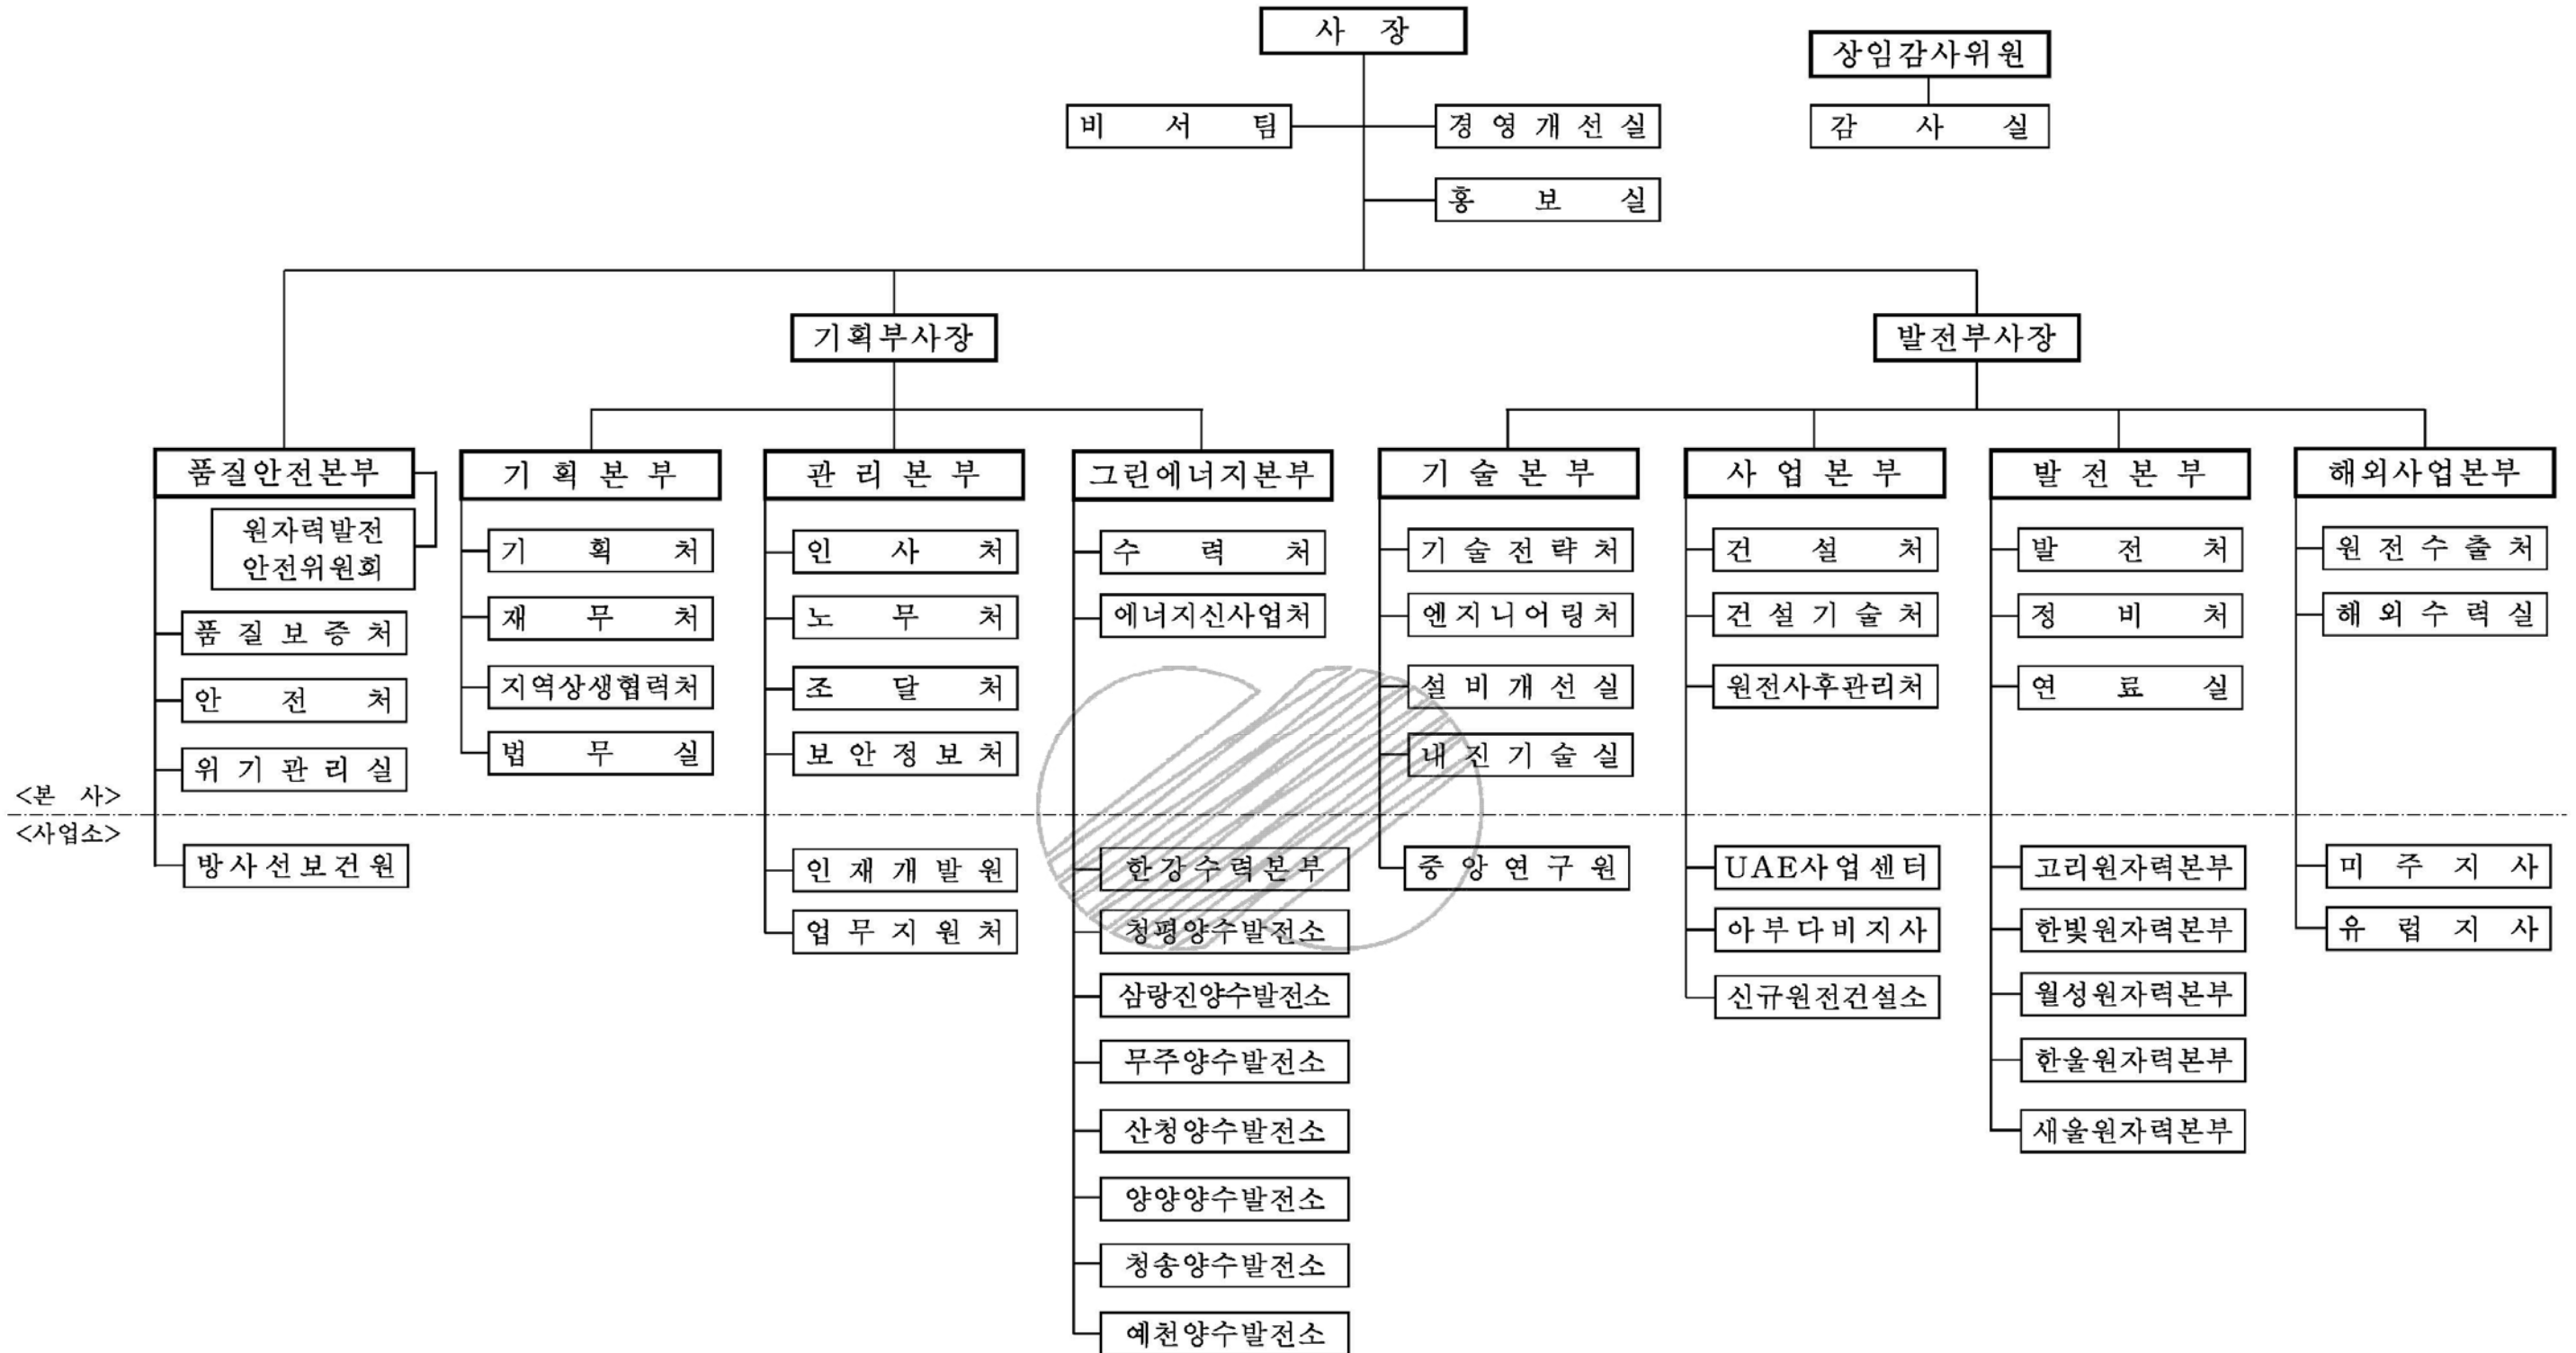 사 장
상임감사위원
비 서 팀
경영개선실
감 사 실
홍 보 실
기획부사장
발전부사장
품질안전본부
기 획 본 부
관 리 본 부
그린에너지본부
기 술 본 부
사 업 본 부
발 전 본 부
해외사업본부
원자력발전
안전위원회
품 질 보 증 처
안 전 처
위 기 관 리 실
기 획 처
재 무 처
지역상생협력처
법 무 실
인 사 처
노 무 처
조 달 처
보 안 정 보 처
수 력 처
에너지신사업처
기 술 전 략 처
엔지니어링처
설 비 개 선 실
내 진 기 술 실
건 설 처
건 설 기 술 처
원전사후관리처
발 전 처
정 비 처
연 료 실
원 전 수 출 처
해 외 수 력 실
<본 사>
<사업소>
방사선보건원
인 재 개 발 원
업 무 지 원 처
한강수력본부
청평양수발전소
삼랑진양수발전소
무주양수발전소
산청양수발전소
양양양수발전소
청송양수발전소
예천양수발전소
중 앙 연 구 원
UAE사업센터
아부다비지사
신규원전건설소
고리원자력본부
한빛원자력본부
월성원자력본부
한울원자력본부
새울원자력본부
미 주 지 사
유 럽 지 사